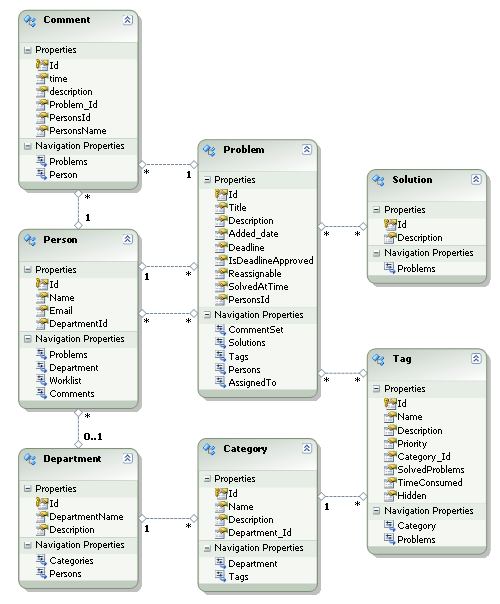 Comment
Properties
Id
time
description
Problem_Id
PersonsId
PersonsName
Navigation Properties
Problems
Person
* 1
*
1
Problem
Properties
Id
Title
Description
Added_date
Deadline
IsDeadlineApproved
Reassignable
SolvedAtTime
PersonsId
Navigation Properties
CommentSet
Solutions
Tags
Persons
AssignedTo
* *
Solution
Properties
Id
Description
Navigation Properties
Problems
Person
Properties
Id
Name
Email
DepartmentId
Navigation Properties
Problems
Department
Worklist
Comments
1 *
* *
*
0..1
* *
Tag
Properties
Id
Name
Description
Priority
Category_Id
SolvedProblems
TimeConsumed
Hidden
Navigation Properties
Category
Problems
Department
Properties
Id
DepartmentName
Description
Navigation Properties
Categories
Persons
1 *
Category
Properties
Id
Name
Description
Department_Id
Navigation Properties
Department
Tags
1 *